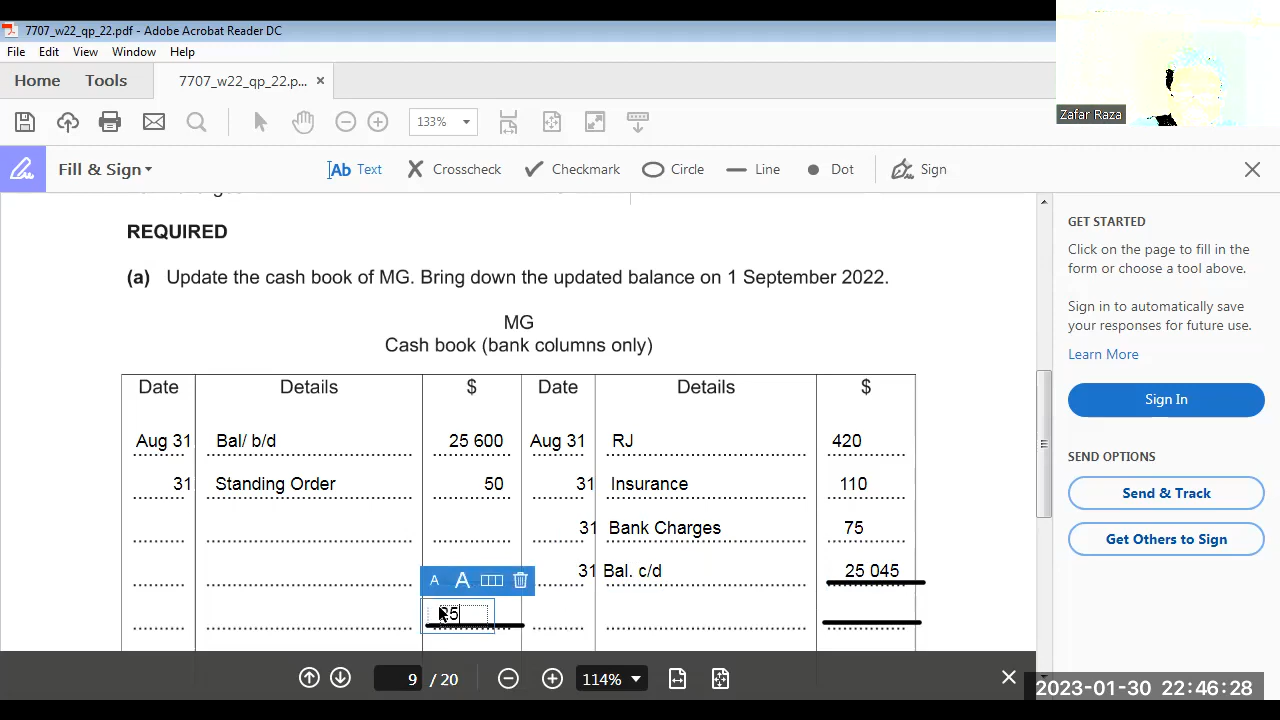 7707_w22_qp_22.pdf - Adobe Acrobat Reader DC
File Edit View Window Help
Home Tools 7707_w22_qp_22.p... ×
133%
Zafar Raza
Fill & Sign Ab Text Crosscheck Checkmark Circle Line Dot Sign
REQUIRED
(a) Update the cash book of MG. Bring down the updated balance on 1 September 2022.
MG
Cash book (bank columns only)
Date Details $ Date Details $
Aug 31 Bal/ b/d 25 600 Aug 31 RJ 420
31 Standing Order 50 31 Insurance 110
31 Bank Charges 75
31 Bal. c/d 25 045
A A
GET STARTED
Click on the page to fill in the
form or choose a tool above.
Sign in to automatically save
your responses for future use.
Learn More
Sign In
SEND OPTIONS
Send & Track
Get Others to Sign
9 / 20 114%
2023-01-30 22:46:28